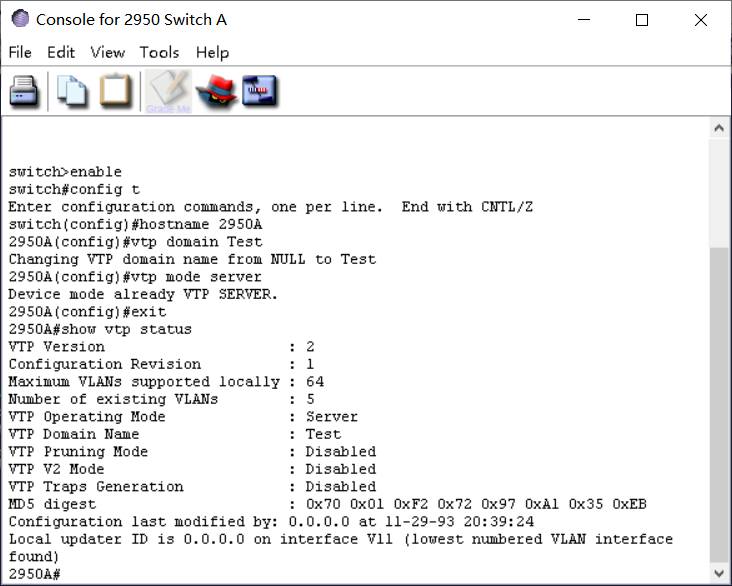 Console for 2950 Switch A
File Edit View Tools Help
Grade Me
switch>enable
switch#config t
Enter configuration commands, one per line.  End with CNTL/Z
switch(config)#hostname 2950A
2950A(config)#vtp domain Test
Changing VTP domain name from NULL to Test
2950A(config)#vtp mode server
Device mode already VTP SERVER.
2950A(config)#exit
2950A#show vtp status
VTP Version                     : 2
Configuration Revision          : 1
Maximum VLANs supported locally : 64
Number of existing VLANs        : 5
VTP Operating Mode              : Server
VTP Domain Name                 : Test
VTP Pruning Mode                : Disabled
VTP V2 Mode                     : Disabled
VTP Traps Generation            : Disabled
MD5 digest                      : 0x70 0x01 0xF2 0x72 0x97 0xA1 0x35 0xEB
Configuration last modified by: 0.0.0.0 at 11-29-93 20:39:24
Local updater ID is 0.0.0.0 on interface Vl1 (lowest numbered VLAN interface
found)
2950A#